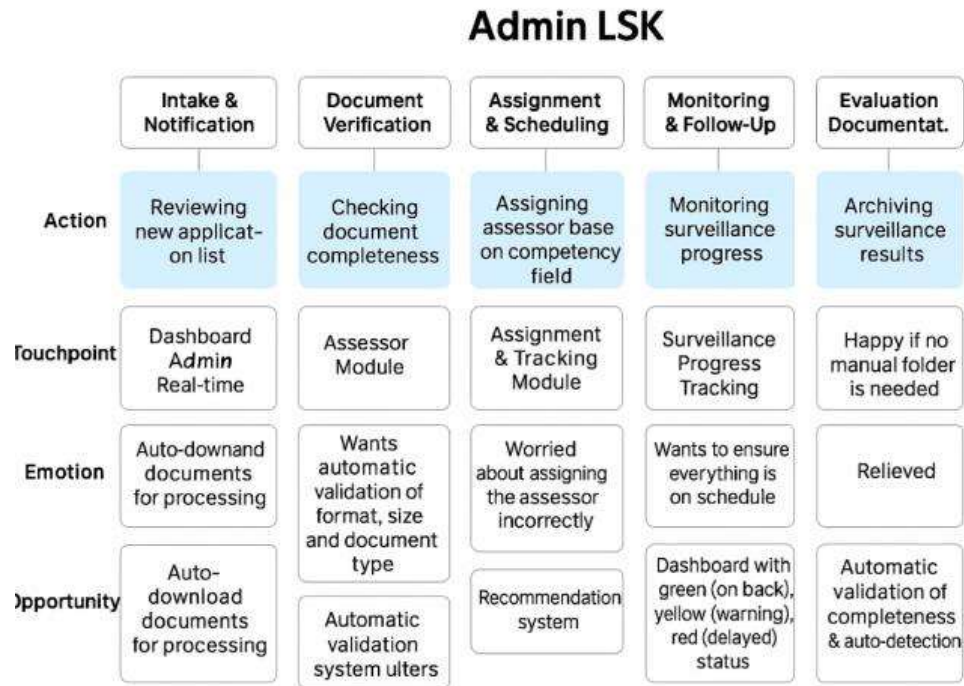 Admin LSK
Intake &
Notification
Document
Verification
Assignment
& Scheduling
Monitoring
& Follow-Up
Evaluation
Documentat.
Action
Reviewing
new applicat-
on list
Checking
document
completeness
Assigning
assessor base
on competency
field
Monitoring
surveillance
progress
Archiving
surveillance
results
Touchpoint
Dashboard
Admin
Real-time
Assessor
Module
Assignment
& Tracking
Module
Surveillance
Progress
Tracking
Happy if no
manual folder
is needed
Emotion
Auto-downand
documents
for processing
Wants
automatic
validation of
format, size
and document
type
Worried
about assigning
the assessor
incorrectly
Wants to ensure
everything is
on schedule
Relieved
Opportunity
Auto-
download
documents
for processing
Automatic
validation
system ulters
Recommendation
system
Dashboard with
green (on back),
yellow (warning),
red (delayed)
status
Automatic
validation of
completeness
& auto-detection